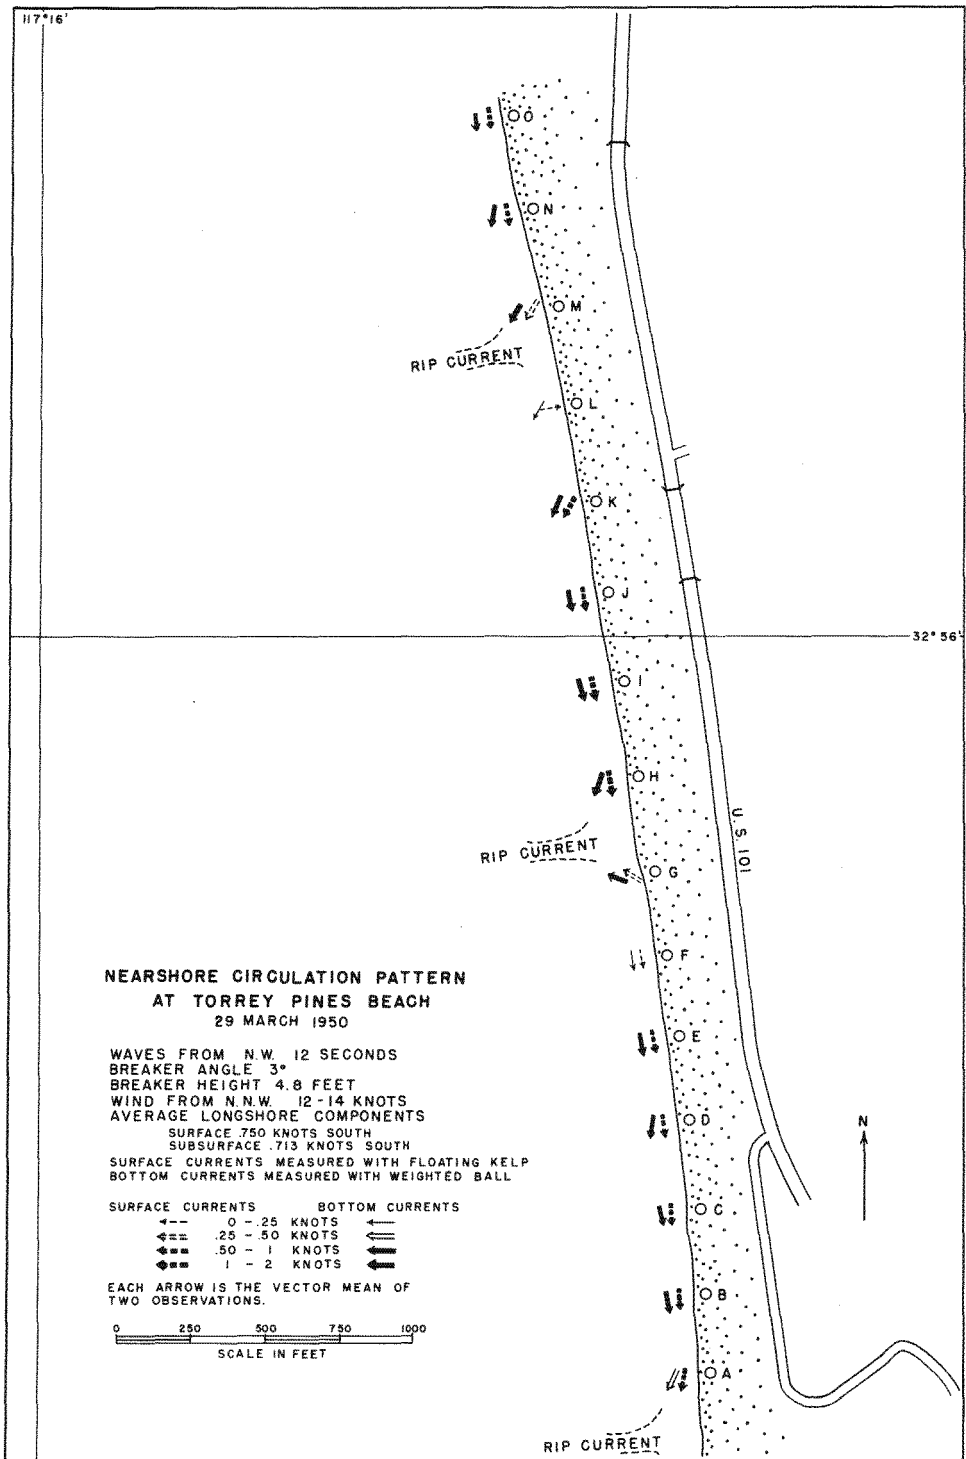 117°16'
O
N
M
RIP CURRENT
L
K
J
32°56'
I
H
U.S. 101
RIP CURRENT
G
F
NEARSHORE CIRCULATION PATTERN
AT TORREY PINES BEACH
29 MARCH 1950
E
WAVES FROM N.W. 12 SECONDS
BREAKER ANGLE 3°
BREAKER HEIGHT 4.8 FEET
WIND FROM N.N.W. 12-14 KNOTS
AVERAGE LONGSHORE COMPONENTS
SURFACE .750 KNOTS SOUTH
SUBSURFACE .713 KNOTS SOUTH
SURFACE CURRENTS MEASURED WITH FLOATING KELP
BOTTOM CURRENTS MEASURED WITH WEIGHTED BALL
D
N
C
SURFACE CURRENTS BOTTOM CURRENTS
0 - .25 KNOTS
.25 - .50 KNOTS
.50 - 1 KNOTS
1 - 2 KNOTS
EACH ARROW IS THE VECTOR MEAN OF
TWO OBSERVATIONS.
B
0 250 500 750 1000
SCALE IN FEET
A
RIP CURRENT